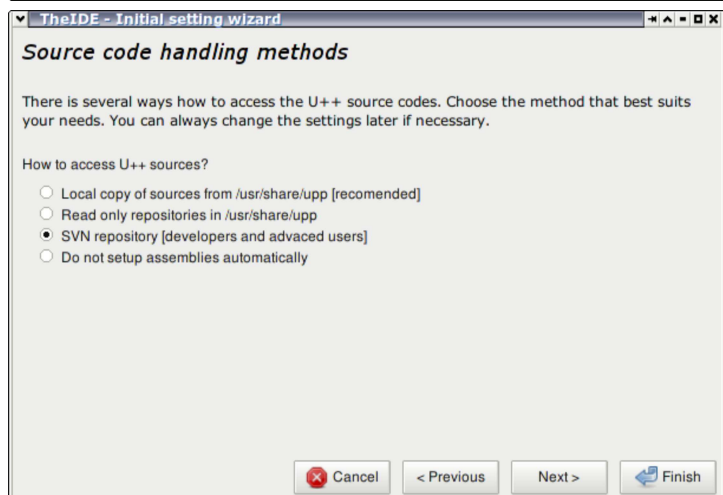 TheIDE - Initial setting wizard
Source code handling methods
There is several ways how to access the U++ source codes. Choose the method that best suits
your needs. You can always change the settings later if necessary.
How to access U++ sources?
Local copy of sources from /usr/share/upp [recomended]
Read only repositories in /usr/share/upp
SVN repository [developers and advaced users]
Do not setup assemblies automatically
Cancel < Previous Next > Finish